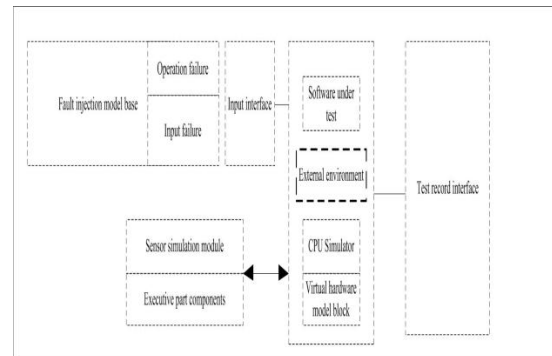 Fault injection model base
Operation failure
Input failure
Input interface
Software under
test
External environment
CPU Simulator
Virtual hardware
model block
Sensor simulation module
Executive part components
Test record interface